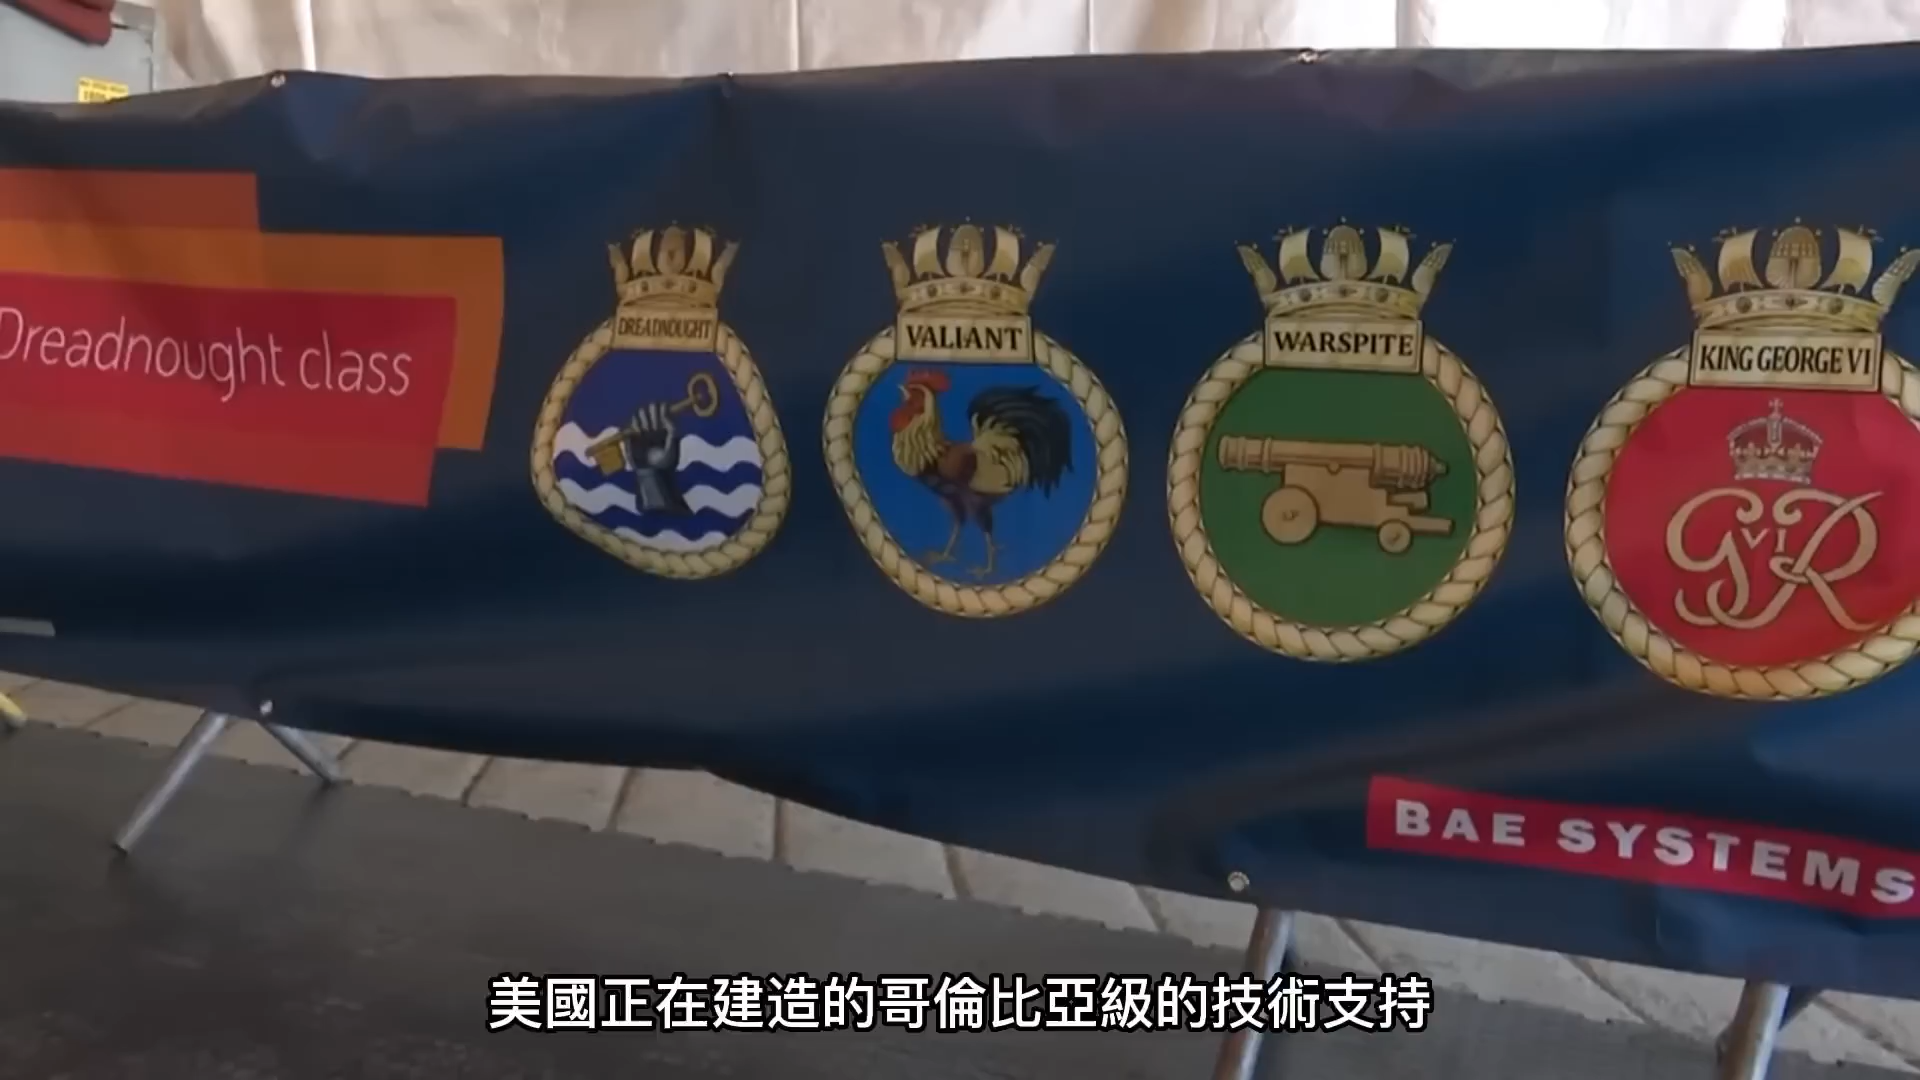 Dreadnought class
DREADNOUGHT
VALIANT
WARSPITE
KING GEORGE VI
GVIR
BAE SYSTEMS
美國正在建造的哥倫比亞級的技術支持